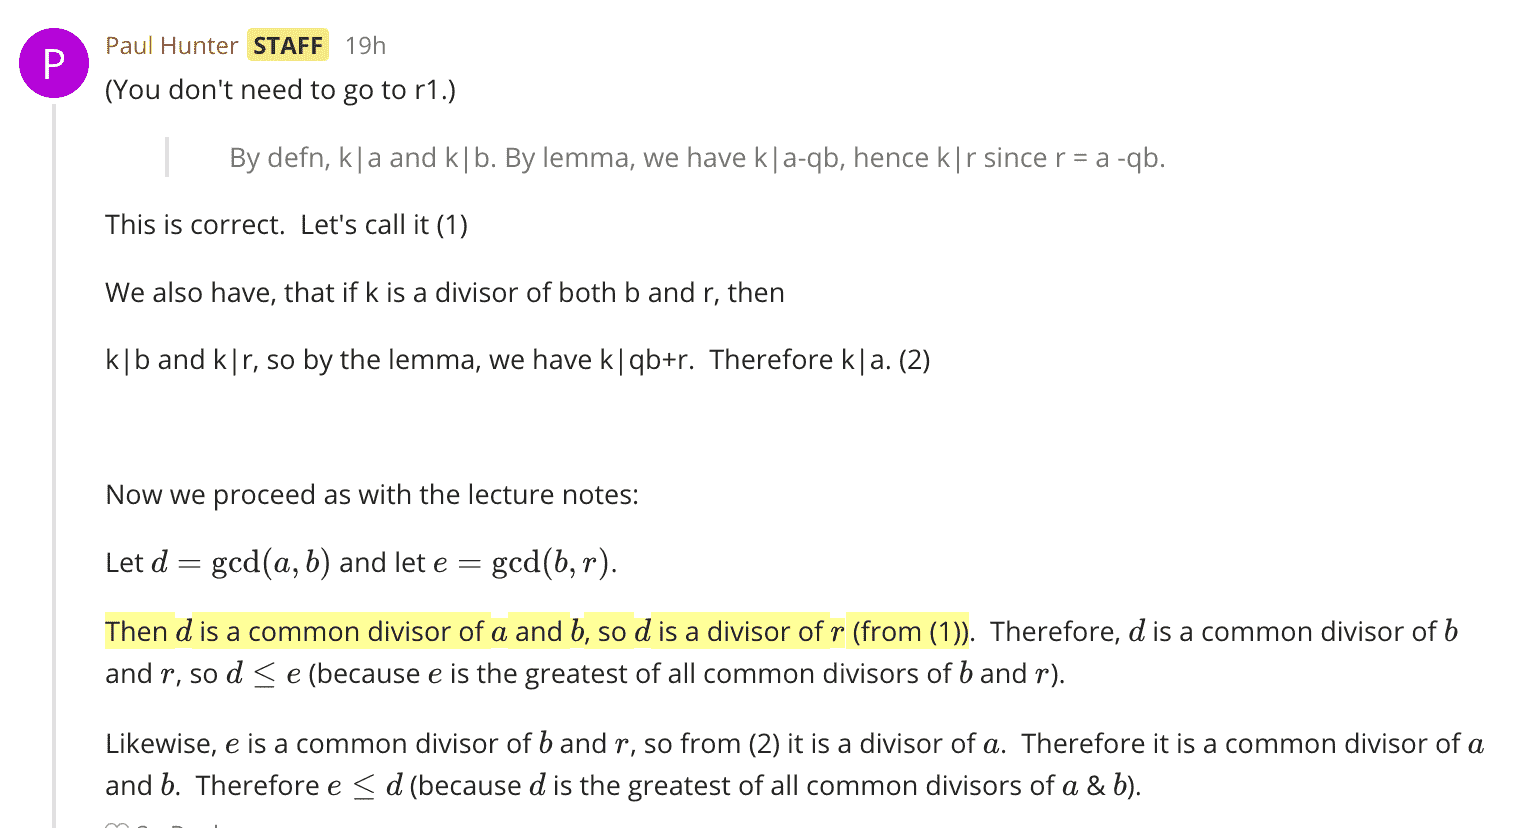 P
Paul Hunter STAFF 19h
(You don't need to go to r1.)
By defn, k|a and k|b. By lemma, we have k|a-qb, hence k|r since r = a -qb.
This is correct.  Let's call it (1)
We also have, that if k is a divisor of both b and r, then
k|b and k|r, so by the lemma, we have k|qb+r.  Therefore k|a. (2)
Now we proceed as with the lecture notes:
Let d = gcd(a, b) and let e = gcd(b, r).
Then d is a common divisor of a and b, so d is a divisor of r (from (1)).  Therefore, d is a common divisor of b
and r, so d ≤ e (because e is the greatest of all common divisors of b and r).
Likewise, e is a common divisor of b and r, so from (2) it is a divisor of a.  Therefore it is a common divisor of a
and b.  Therefore e ≤ d (because d is the greatest of all common divisors of a & b).